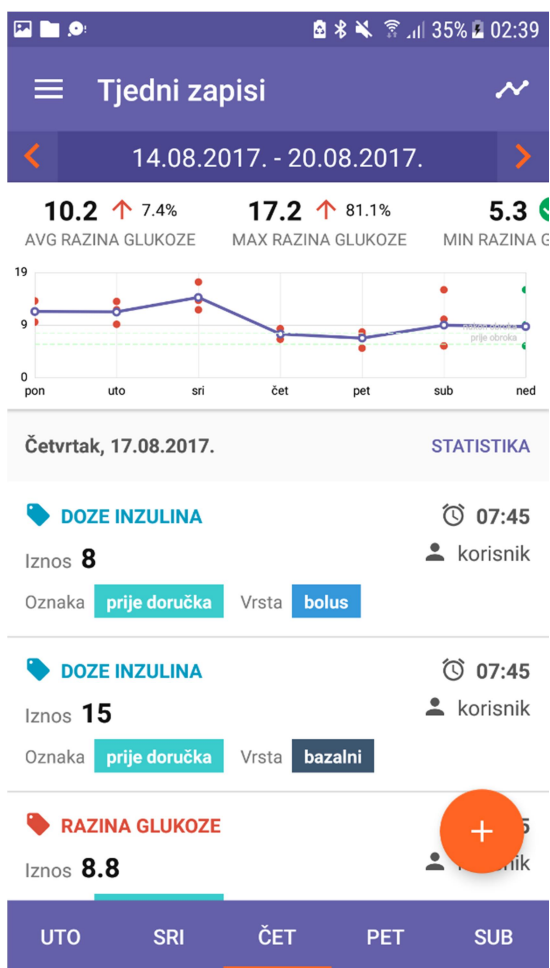 35% 02:39
Tjedni zapisi
14.08.2017. - 20.08.2017.
10.2 7.4% 17.2 81.1% 5.3
AVG RAZINA GLUKOZE MAX RAZINA GLUKOZE MIN RAZINA G
19
9
nakon obroka
prije obroka
0
pon uto sri čet pet sub ned
Četvrtak, 17.08.2017. STATISTIKA
DOZE INZULINA 07:45
Iznos 8 korisnik
Oznaka prije doručka Vrsta bolus
DOZE INZULINA 07:45
Iznos 15 korisnik
Oznaka prije doručka Vrsta bazalni
RAZINA GLUKOZE 5
Iznos 8.8 ik
UTO SRI ČET PET SUB